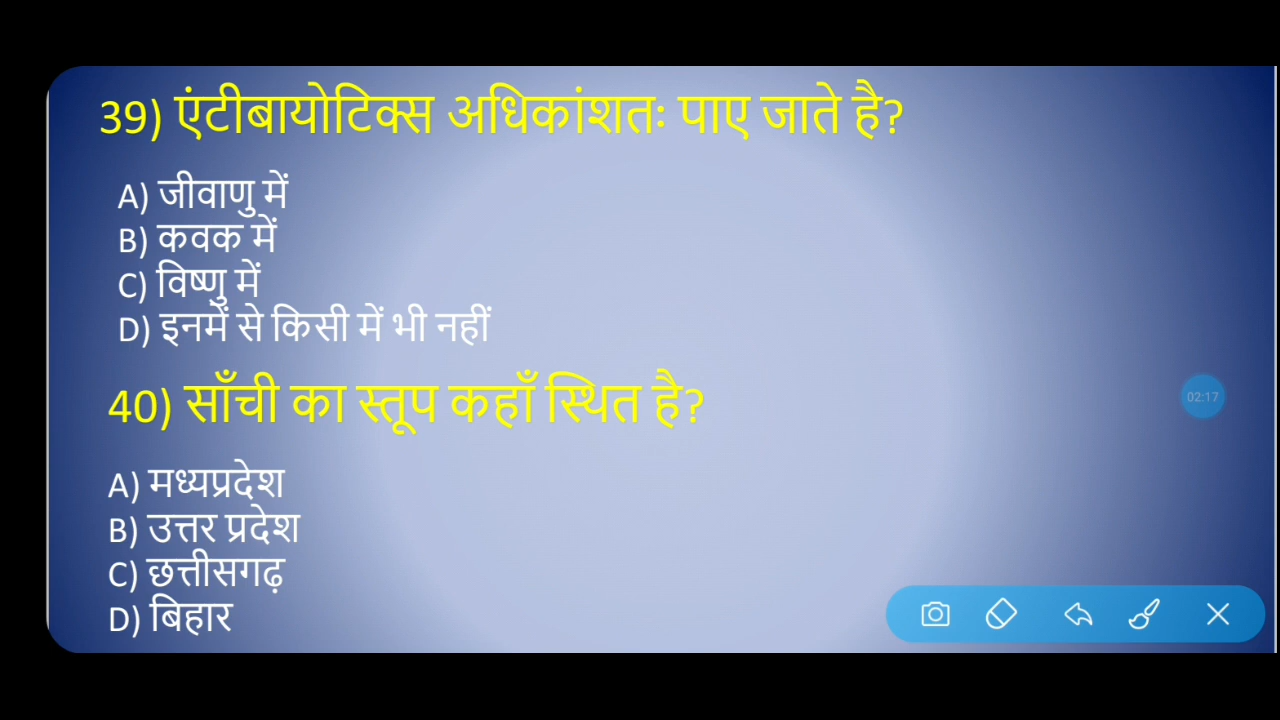 39) एंटीबायोटिक्स अधिकांशतः पाए जाते है?
A) जीवाणु में
B) कवक में
C) विष्णु में
D) इनमें से किसी में भी नहीं
40) साँची का स्तूप कहाँ स्थित है?
A) मध्यप्रदेश
B) उत्तर प्रदेश
C) छत्तीसगढ़
D) बिहार
02:17